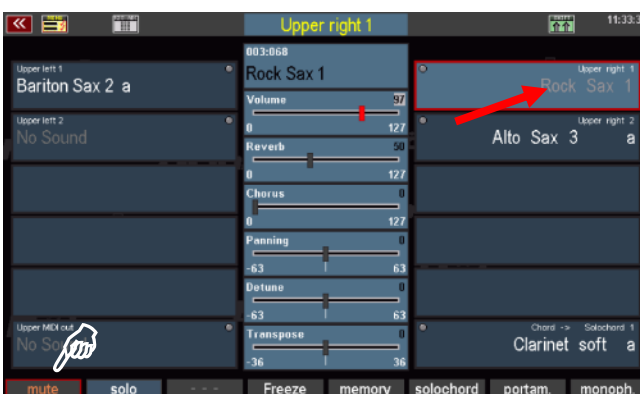 Upper right 1
11:33:3
Upper left 1
Bariton Sax 2 a
Upper left 2
No Sound
Upper MIDI out
003:068
Rock Sax 1
Volume 97
0 127
Reverb 50
0 127
Chorus 0
0 127
Panning 0
-63 63
Detune 0
-63 63
Transpose 0
-36 36
Upper right 1
Rock Sax 1
Upper right 2
Alto Sax 3 a
Chord -> Solochord 1
Clarinet soft a
mute solo - - - Freeze memory solochord portam. monoph.